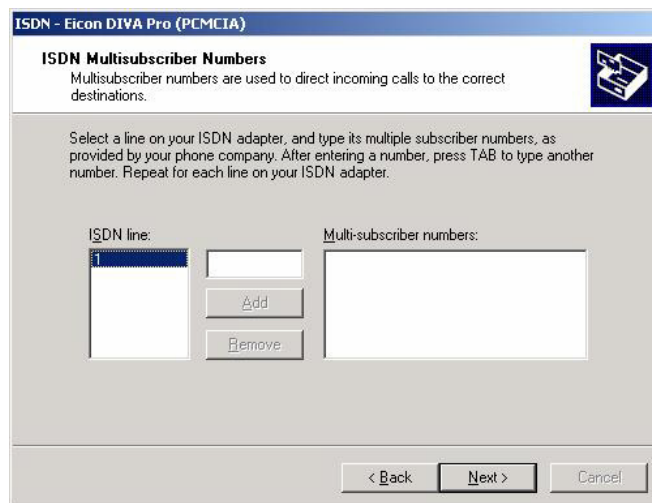 ISDN - Eicon DIVA Pro (PCMCIA)
ISDN Multisubscriber Numbers
Multisubscriber numbers are used to direct incoming calls to the correct
destinations.
Select a line on your ISDN adapter, and type its multiple subscriber numbers, as
provided by your phone company. After entering a number, press TAB to type another
number. Repeat for each line on your ISDN adapter.
ISDN line:
Multi-subscriber numbers:
1
Add
Remove
< Back
Next >
Cancel